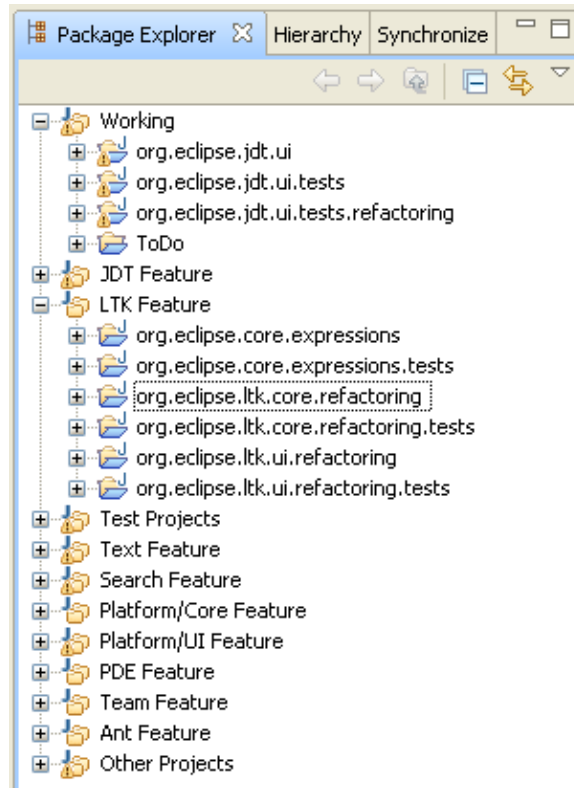 Package Explorer Hierarchy Synchronize
Working
org.eclipse.jdt.ui
org.eclipse.jdt.ui.tests
org.eclipse.jdt.ui.tests.refactoring
ToDo
JDT Feature
LTK Feature
org.eclipse.core.expressions
org.eclipse.core.expressions.tests
org.eclipse.ltk.core.refactoring
org.eclipse.ltk.core.refactoring.tests
org.eclipse.ltk.ui.refactoring
org.eclipse.ltk.ui.refactoring.tests
Test Projects
Text Feature
Search Feature
Platform/Core Feature
Platform/UI Feature
PDE Feature
Team Feature
Ant Feature
Other Projects